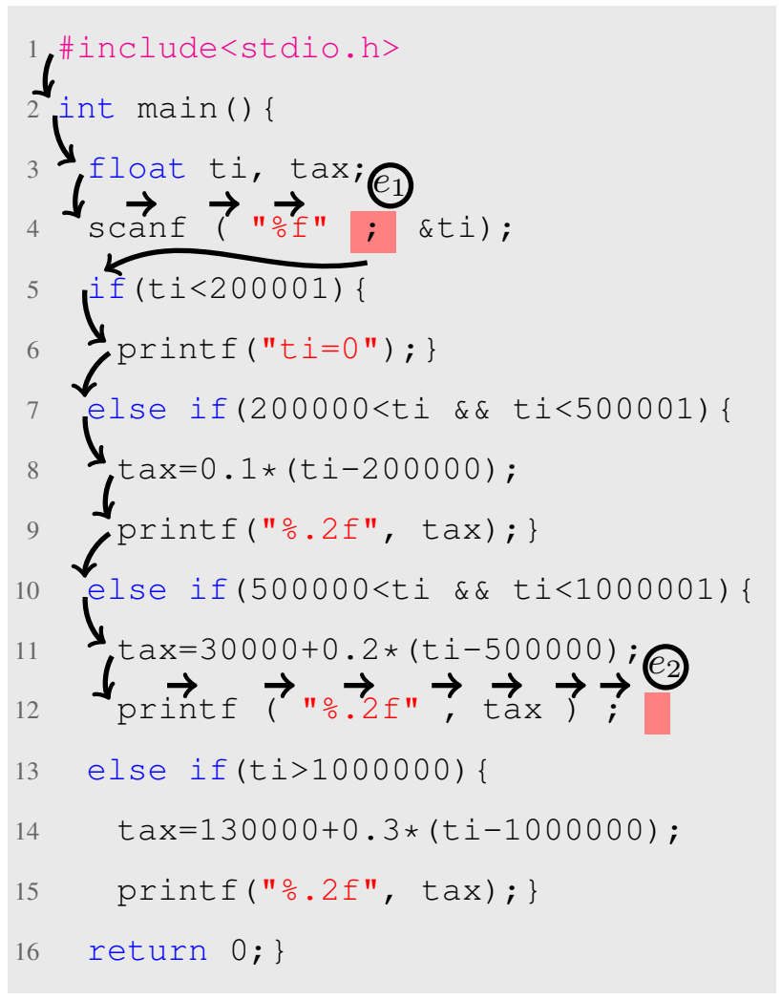 1 #include<stdio.h>
2 int main(){
3 float ti, tax;
e1
4 scanf ( "%f" ; &ti);
5 if(ti<200001){
6 printf("ti=0");}
7 else if(200000<ti && ti<500001){
8 tax=0.1*(ti-200000);
9 printf("%.2f", tax);}
10 else if(500000<ti && ti<1000001){
11 tax=30000+0.2*(ti-500000);
e2
12 printf ( "%.2f" , tax ) ;
13 else if(ti>1000000){
14 tax=130000+0.3*(ti-1000000);
15 printf("%.2f", tax);}
16 return 0;}